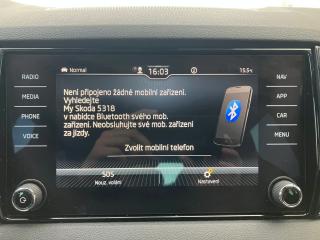 Normal
16:03
15.5°C
RADIO
MEDIA
PHONE
VOICE
NAV
APP
CAR
MENU
Není připojeno žádné mobilní zařízení.
Vyhledejte
My Skoda 5318
v nabídce Bluetooth svého mob.
zařízení. Neobsluhujte své mob. zařízení
za jízdy.
Zvolit mobilní telefon
SOS
Nouz. volání
Nastavení